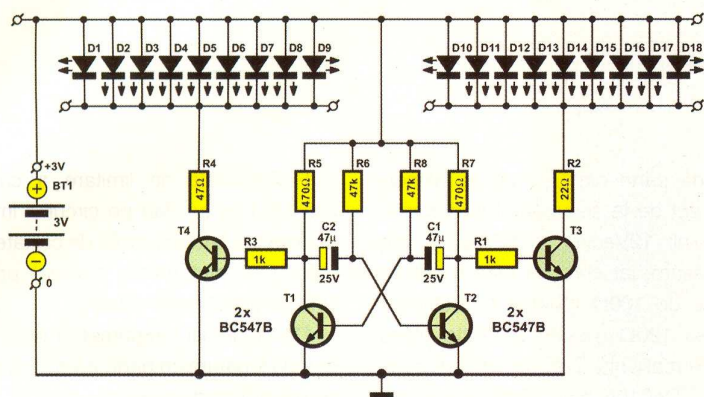 D1 D2 D3 D4 D5 D6 D7 D8 D9
D10 D11 D12 D13 D14 D15 D16 D17 D18
+3V
BT1
3V
0
R4
47Ω
R5
470Ω
R6
47k
R8
47k
R7
470Ω
R2
22Ω
T4
R3
1k
C2
47µ
25V
C1
47µ
25V
R1
1k
T3
T1
T2
2x
BC547B
2x
BC547B